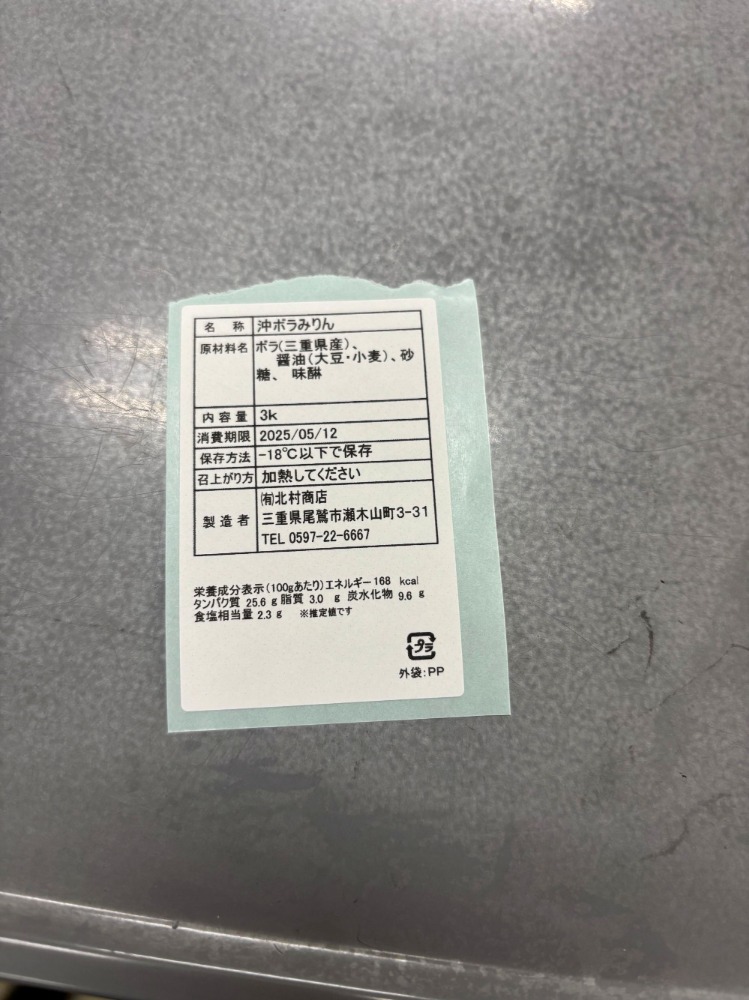 名　称 沖ボラみりん
原材料名 ボラ(三重県産)、
醤油(大豆・小麦)、砂
糖、 味醂
内容量 3k
消費期限 2025/05/12
保存方法 -18℃以下で保存
召上がり方 加熱してください
製造者 ㈲北村商店
三重県尾鷲市瀬木山町3-31
TEL 0597-22-6667
栄養成分表示(100gあたり)エネルギー168 kcal
タンパク質 25.6 g 脂質 3.0 g 炭水化物 9.6 g
食塩相当量 2.3 g ※推定値です
プラ
外袋:PP